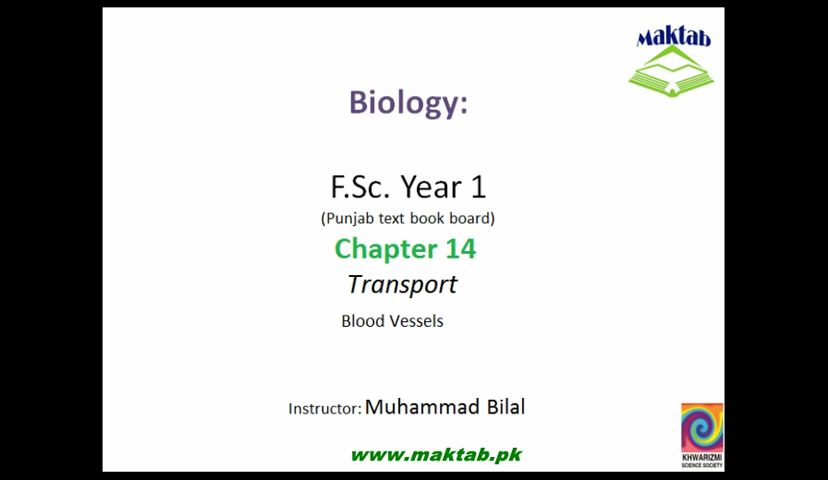 Maktab
Biology:
F.Sc. Year 1
(Punjab text book board)
Chapter 14
Transport
Blood Vessels
Instructor: Muhammad Bilal
www.maktab.pk
KHWARIZMI
SCIENCE SOCIETY